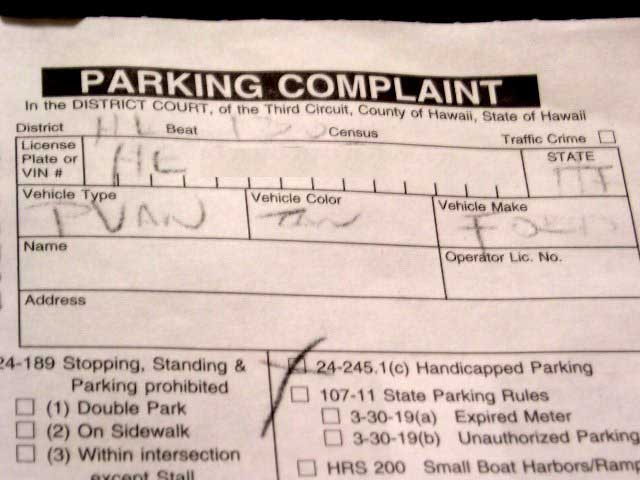 PARKING COMPLAINT
In the DISTRICT COURT, of the Third Circuit, County of Hawaii, State of Hawaii
District Beat Census Traffic Crime
License Plate or VIN # HE STATE
Vehicle Type PVAN Vehicle Color TAN Vehicle Make FORD
Name Operator Lic. No.
Address
24-189 Stopping, Standing &
Parking prohibited
(1) Double Park
(2) On Sidewalk
(3) Within intersection
except Stall
24-245.1(c) Handicapped Parking
107-11 State Parking Rules
3-30-19(a) Expired Meter
3-30-19(b) Unauthorized Parking
HRS 200 Small Boat Harbors/Ramp